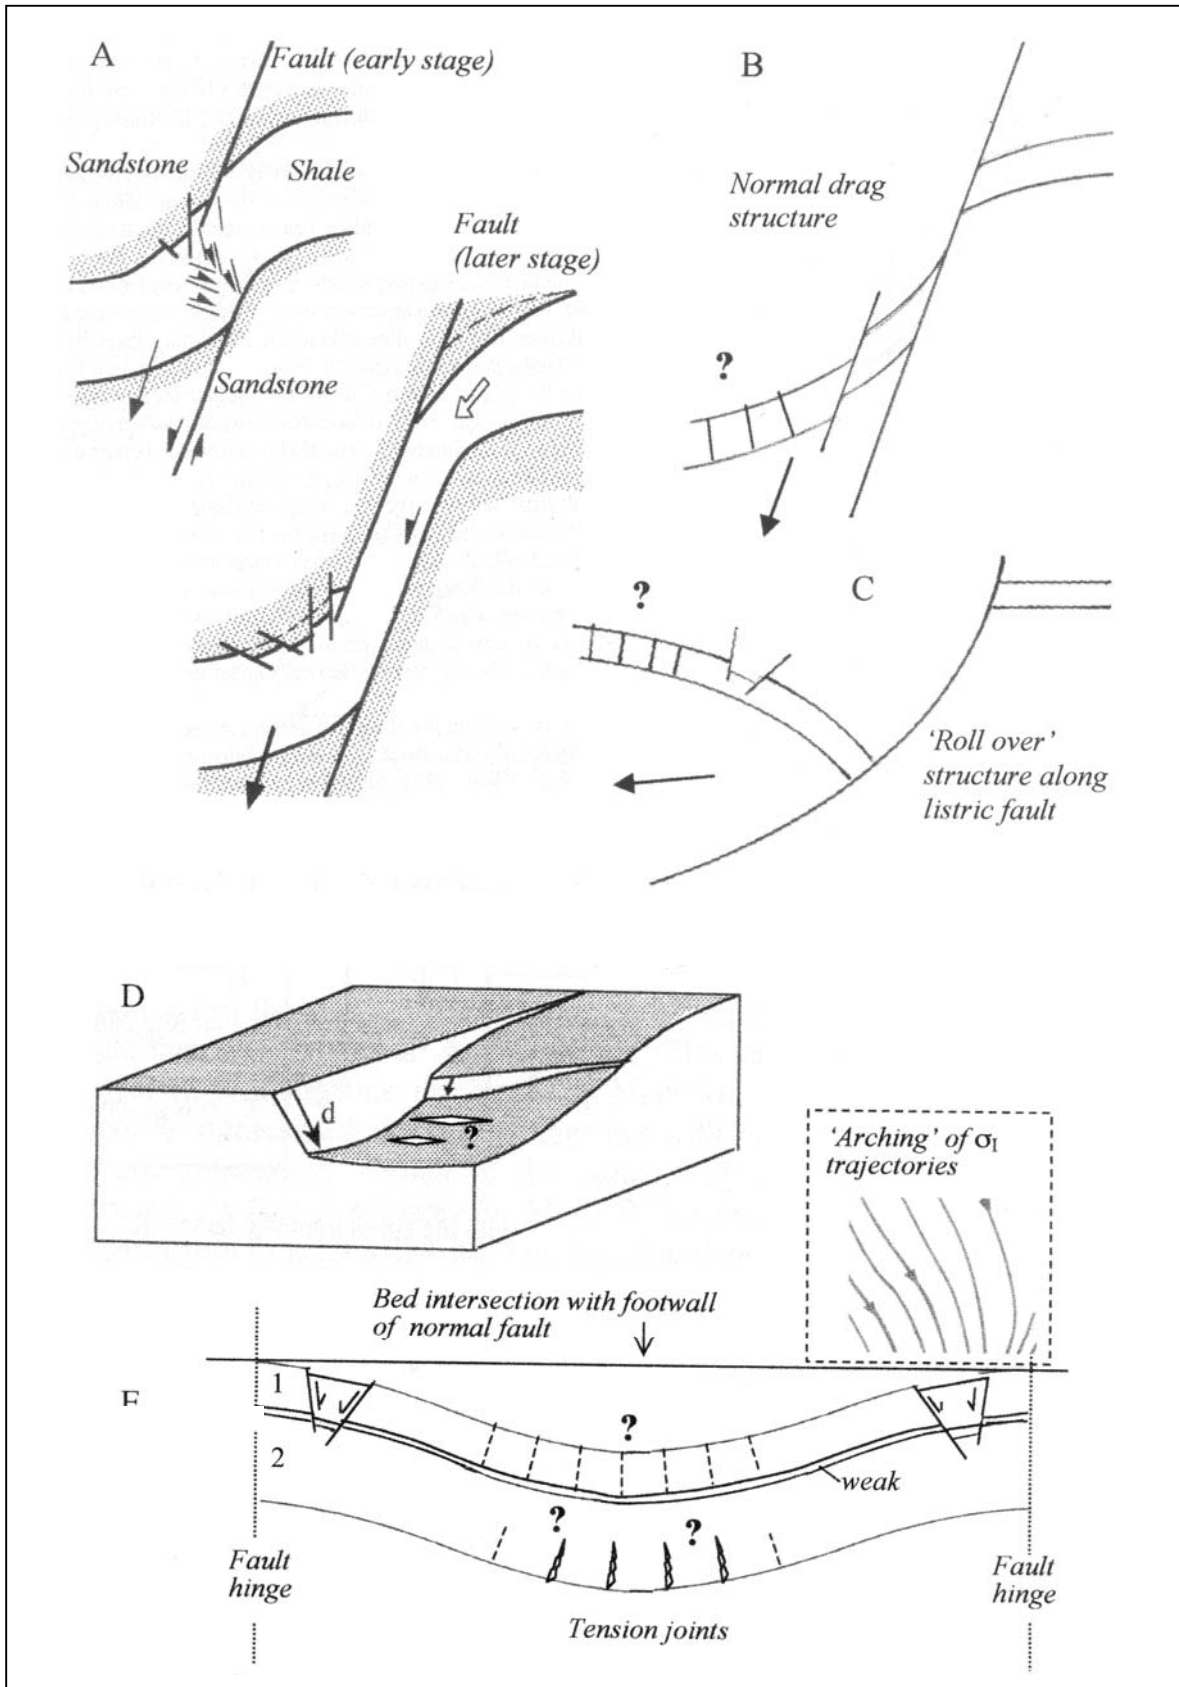 A
Fault (early stage)
Sandstone
Shale
Fault
(later stage)
Sandstone
B
Normal drag
structure
?
C
?
'Roll over'
structure along
listric fault
D
d
?
'Arching' of σI
trajectories
Bed intersection with footwall
of normal fault
1
?
2
weak
?
?
Fault
hinge
Fault
hinge
Tension joints